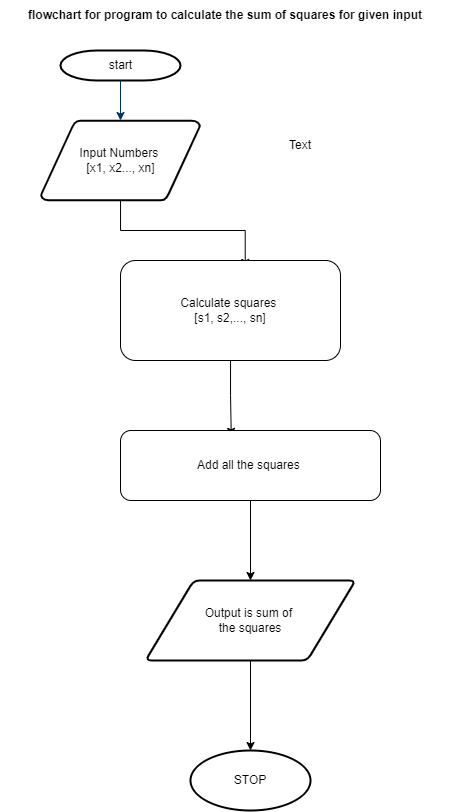 flowchart for program to calculate the sum of squares for given input
start
Input Numbers
[x1, x2..., xn]
Text
Calculate squares
[s1, s2,..., sn]
Add all the squares
Output is sum of
the squares
STOP